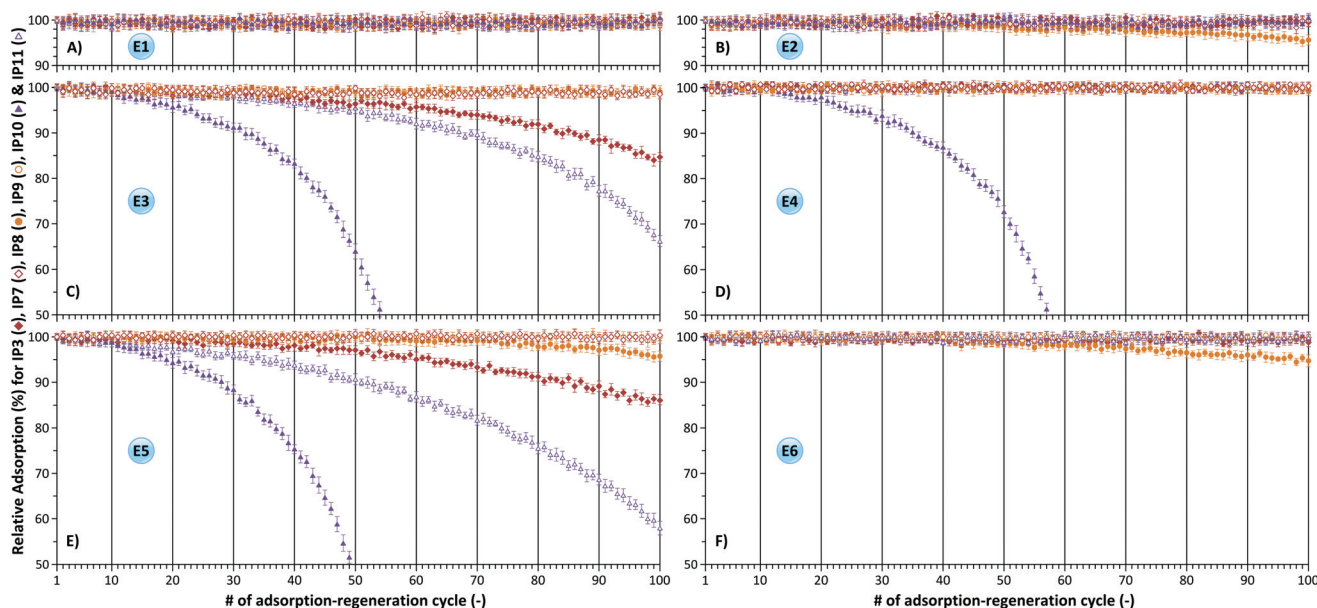 Relative Adsorption (%) for IP3 (◆), IP7 (◇), IP8 (●), IP9 (○), IP10 (▶) & IP11 (▷)
100
90
A)
E1
100
90
B)
E2
100
90
80
70
60
50
C)
E3
100
90
80
70
60
50
D)
E4
100
90
80
70
60
50
E)
E5
1 10 20 30 40 50 60 70 80 90 100
# of adsorption-regeneration cycle (-)
100
90
80
70
60
50
F)
E6
1 10 20 30 40 50 60 70 80 90 100
# of adsorption-regeneration cycle (-)